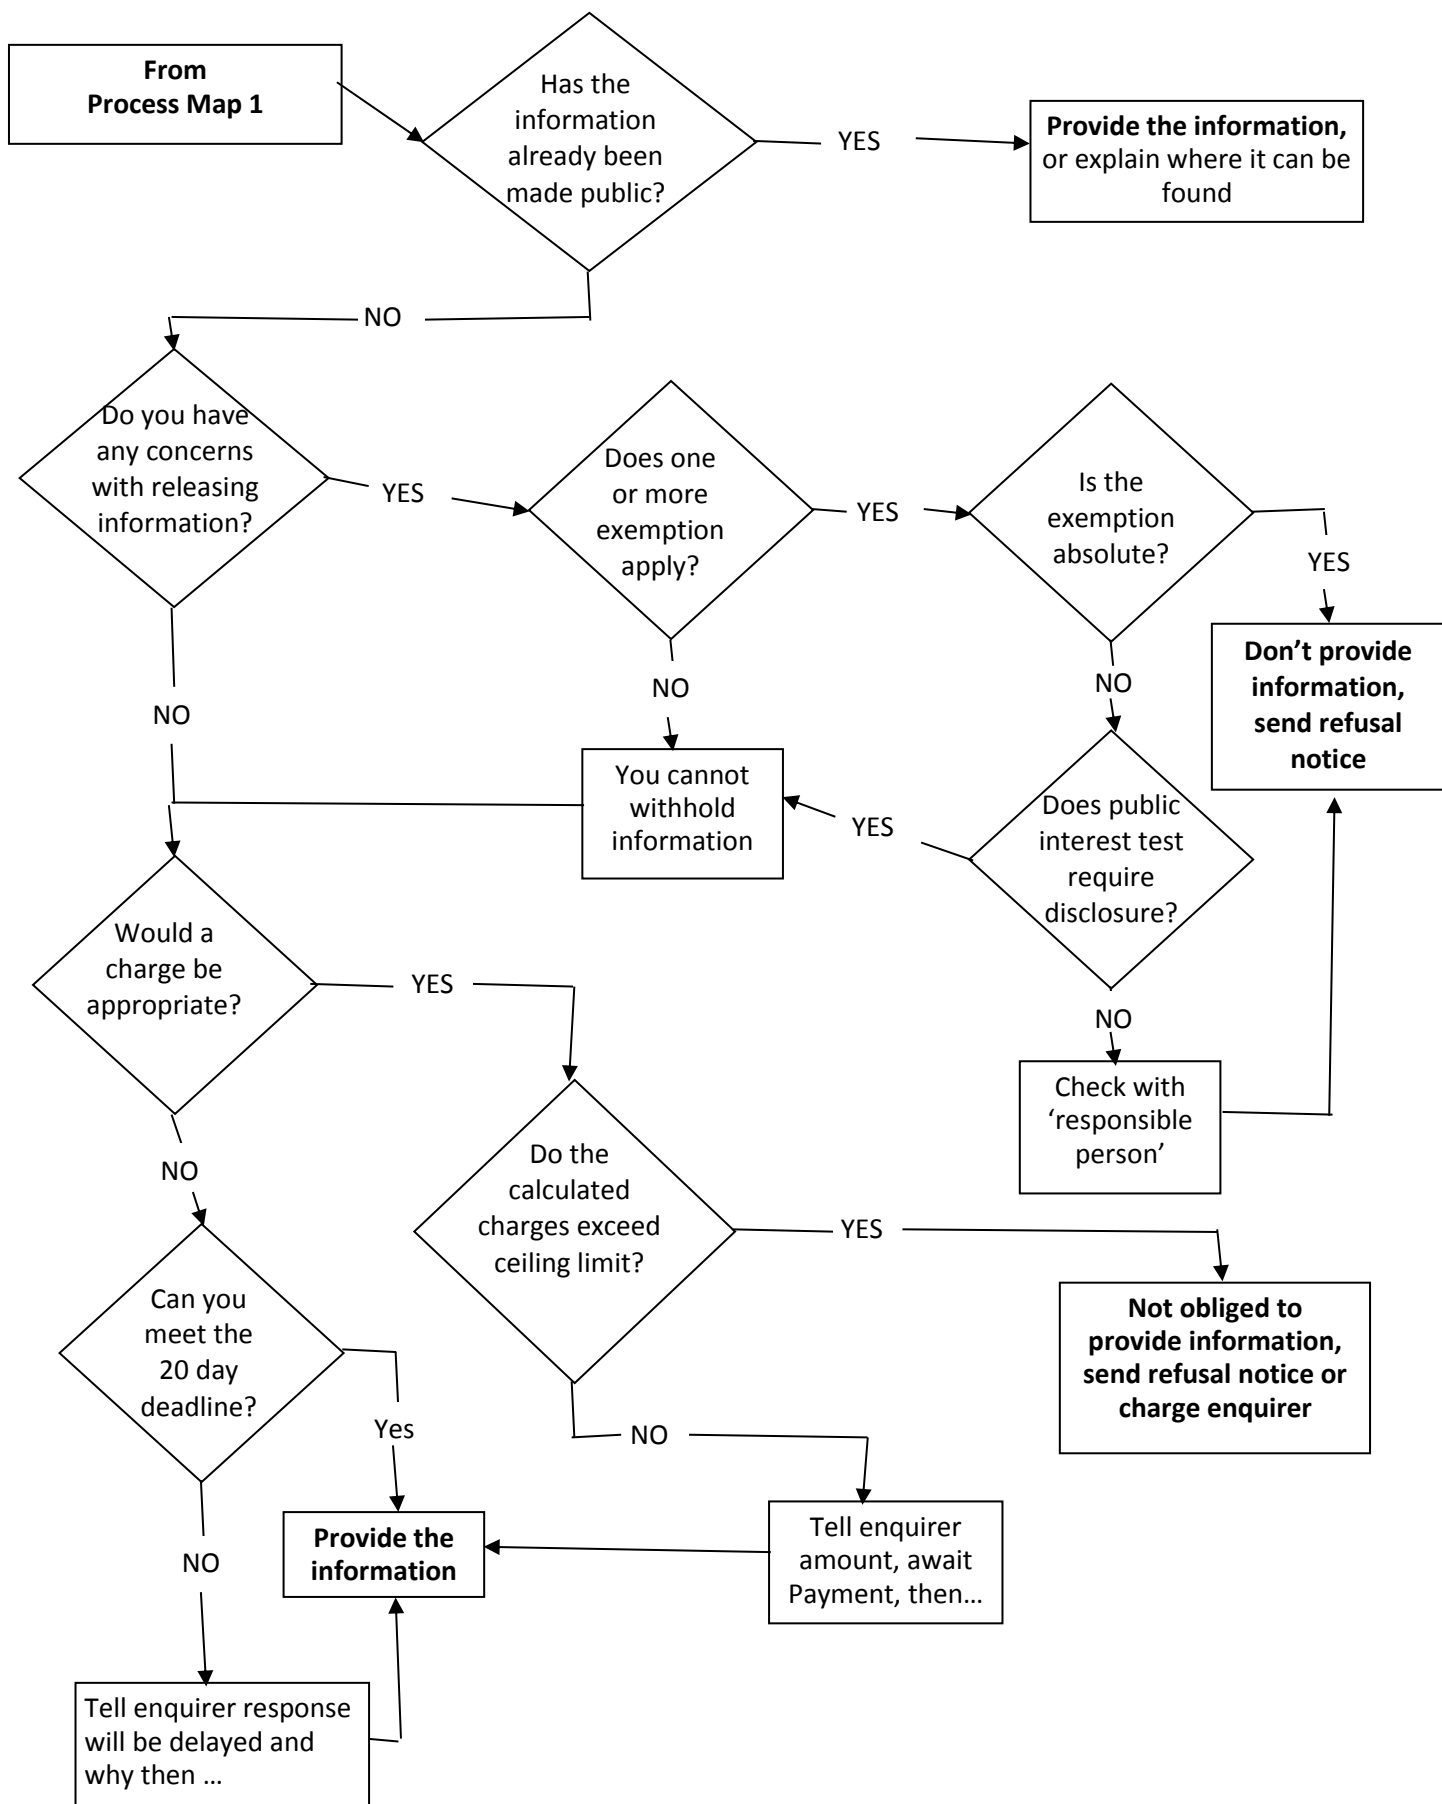 From
Process Map 1
Has the
information
already been
made public?
YES
Provide the information,
or explain where it can be
found
NO
Do you have
any concerns
with releasing
information?
YES
Does one
or more
exemption
apply?
YES
Is the
exemption
absolute?
YES
Don’t provide
information,
send refusal
notice
NO
NO
NO
You cannot
withhold
information
YES
Does public
interest test
require
disclosure?
Would a
charge be
appropriate?
YES
NO
Check with
‘responsible
person’
NO
Do the
calculated
charges exceed
ceiling limit?
YES
Not obliged to
provide information,
send refusal notice or
charge enquirer
Can you
meet the
20 day
deadline?
Yes
NO
NO
Provide the
information
Tell enquirer
amount, await
Payment, then…
Tell enquirer response
will be delayed and
why then …